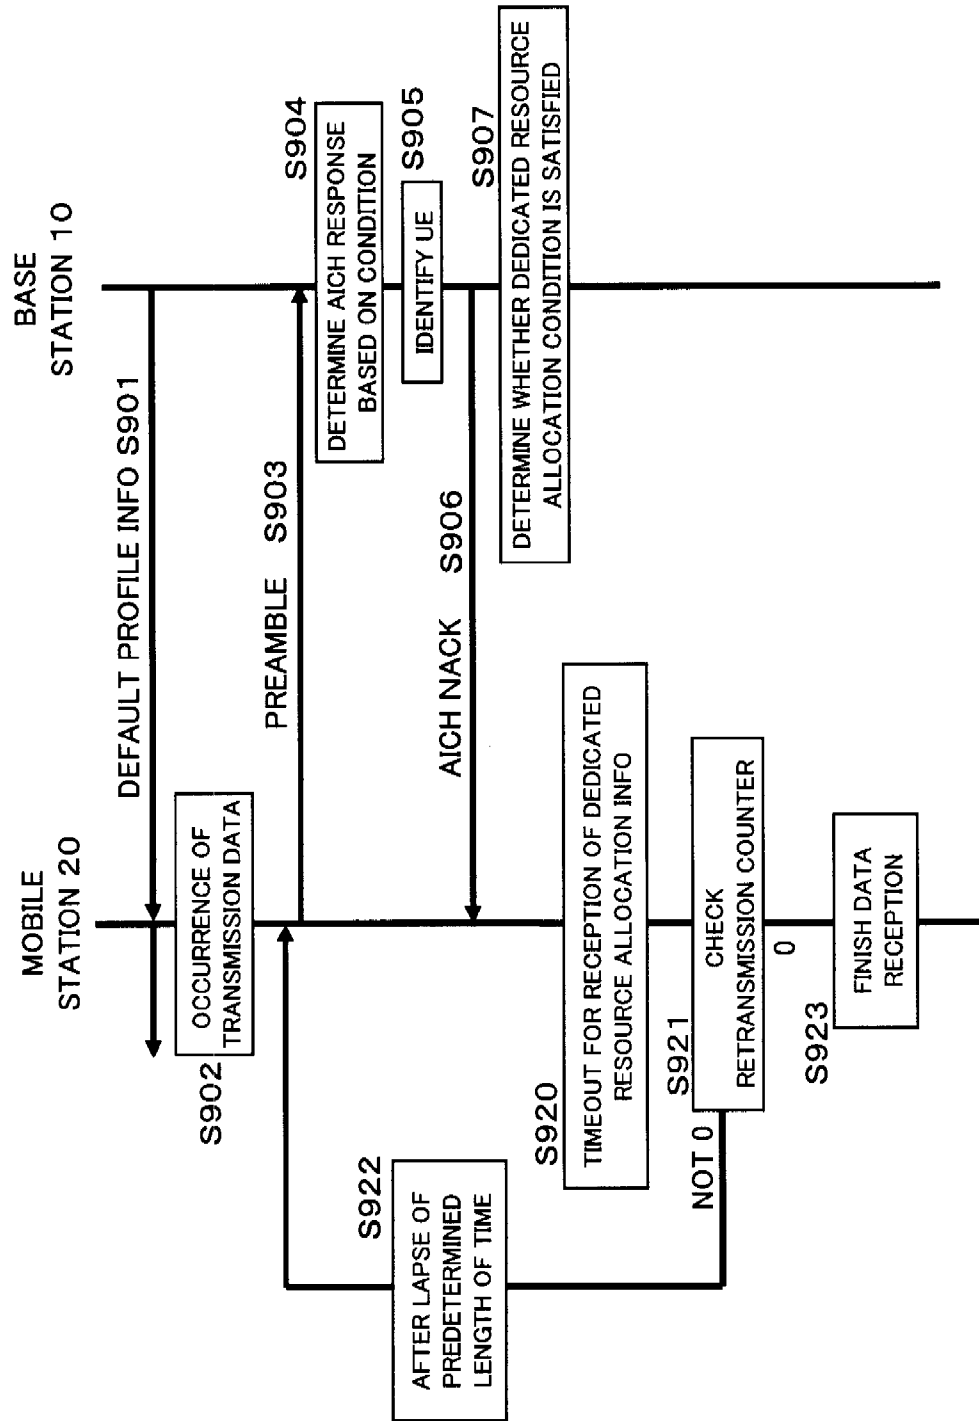 MOBILE
STATION 20
BASE
STATION 10
DEFAULT PROFILE INFO S901
S902
OCCURRENCE OF
TRANSMISSION DATA
PREAMBLE S903
S904
DETERMINE AICH RESPONSE
BASED ON CONDITION
S905
IDENTIFY UE
AICH NACK S906
S907
DETERMINE WHETHER DEDICATED RESOURCE
ALLOCATION CONDITION IS SATISFIED
S922
AFTER LAPSE OF
PREDETERMINED
LENGTH OF TIME
S920
TIMEOUT FOR RECEPTION OF DEDICATED
RESOURCE ALLOCATION INFO
S921
CHECK
RETRANSMISSION COUNTER
NOT 0
0
S923
FINISH DATA
RECEPTION